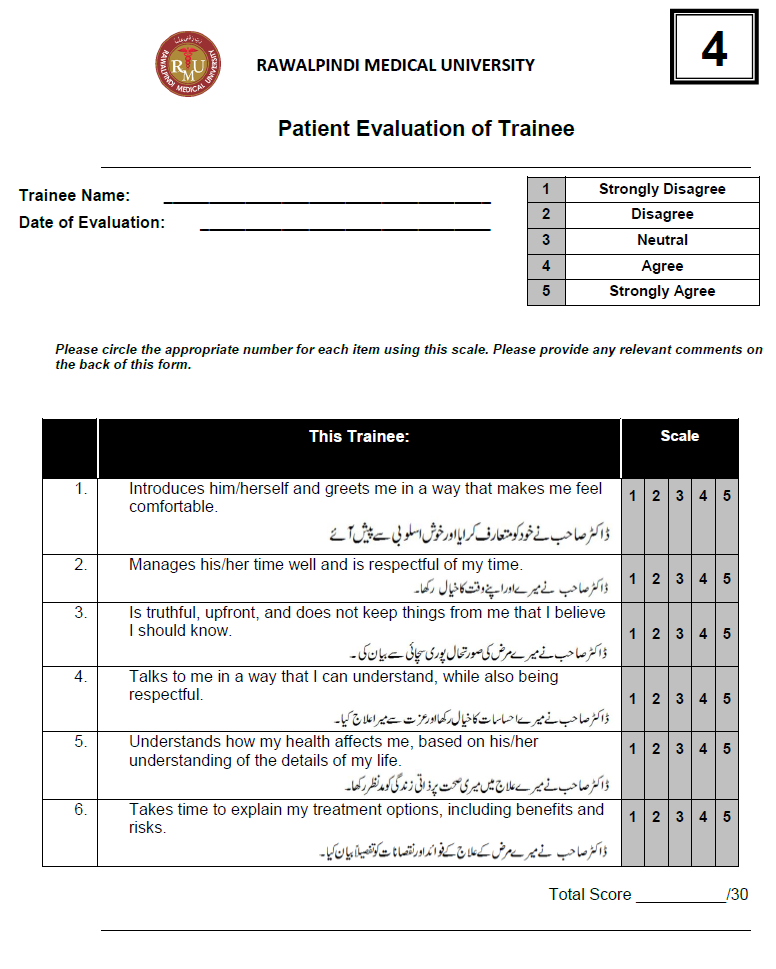 4
RMU
RAWALPINDI MEDICAL UNIVERSITY
RAWALPINDI MEDICAL UNIVERSITY
Patient Evaluation of Trainee
Trainee Name:
Date of Evaluation:
1 Strongly Disagree
2 Disagree
3 Neutral
4 Agree
5 Strongly Agree
Please circle the appropriate number for each item using this scale. Please provide any relevant comments on
the back of this form.
This Trainee: Scale
1. Introduces him/herself and greets me in a way that makes me feel
comfortable.
ڈاکٹر صاحب نے خود کو متعارف کرایا اور خوش اسلوبی سے پیش آئے
1 2 3 4 5
2. Manages his/her time well and is respectful of my time.
ڈاکٹر صاحب نے میرے اور اپنے وقت کا خیال رکھا۔
1 2 3 4 5
3. Is truthful, upfront, and does not keep things from me that I believe
I should know.
ڈاکٹر صاحب نے میرے مرض کی صورتحال پوری سچائی سے بیان کی ۔
1 2 3 4 5
4. Talks to me in a way that I can understand, while also being
respectful.
ڈاکٹر صاحب نے میرے احساسات کا خیال رکھا اور عزت سے میرا علاج کیا۔
1 2 3 4 5
5. Understands how my health affects me, based on his/her
understanding of the details of my life.
ڈاکٹر صاحب نے میرے علاج میں میری صحت پر ذاتی زندگی کو مدنظر رکھا۔
1 2 3 4 5
6. Takes time to explain my treatment options, including benefits and
risks.
ڈاکٹر صاحب نے میرے مرض کے علاج کے فوائد اور نقصانات کو تفصیلاً بیان کیا۔
1 2 3 4 5
Total Score __________/30